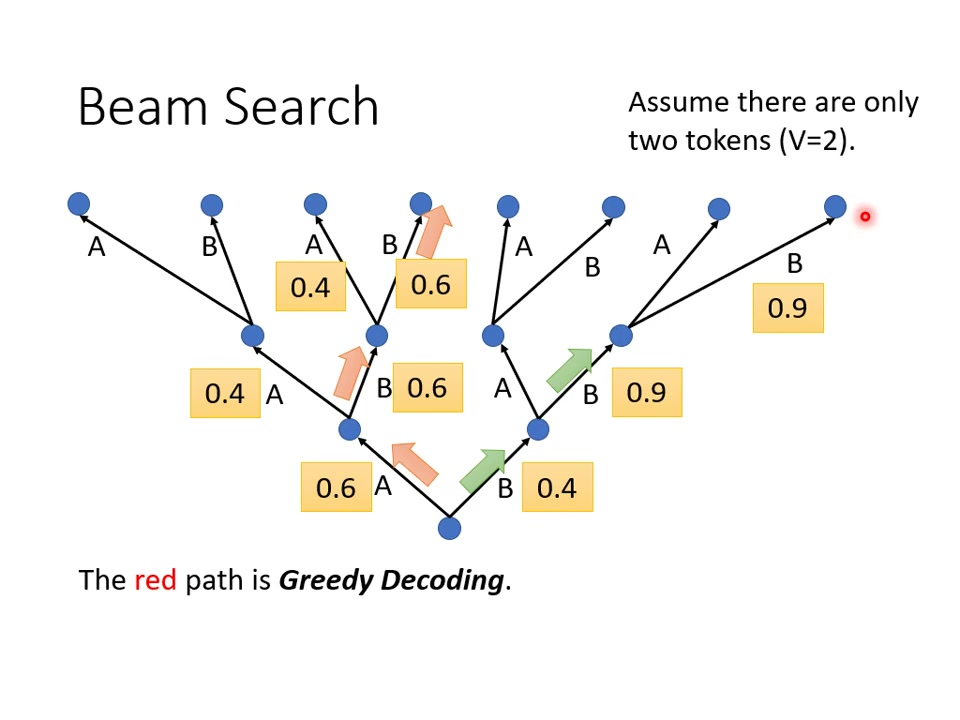 Beam Search
Assume there are only
two tokens (V=2).
A
B
A
B
A
B
A
B
0.4
0.6
0.9
0.4
A
B
0.6
A
B
0.9
0.6
A
B
0.4
The red path is Greedy Decoding.